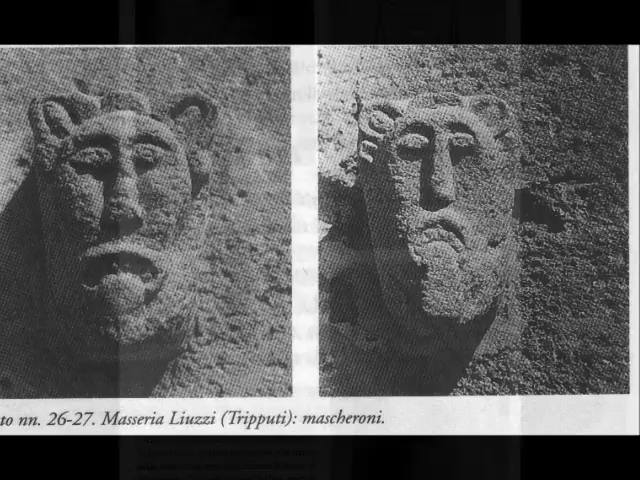 to nn. 26-27. Masseria Liuzzi (Tripputi): mascheroni.